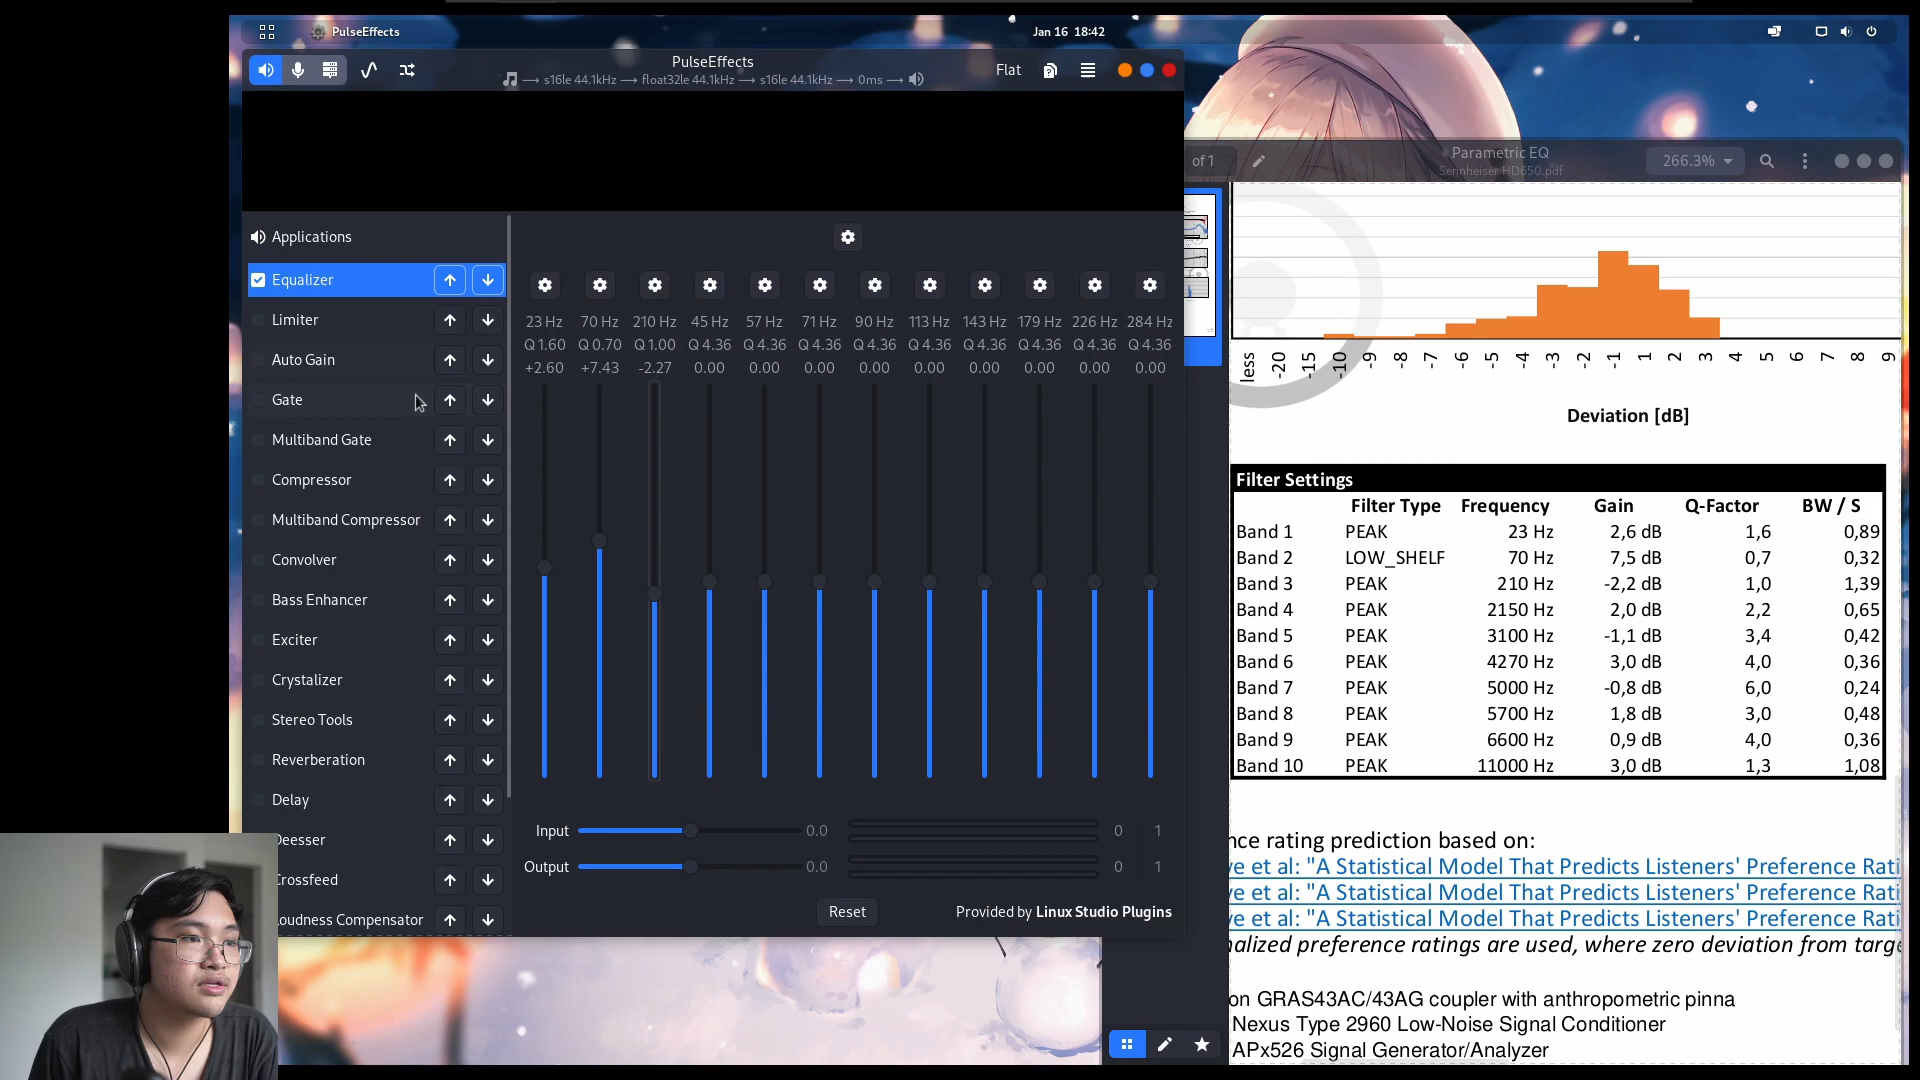 PulseEffects
Jan 16 18:42
PulseEffects
s16le 44.1kHz ⟶ float32le 44.1kHz ⟶ s16le 44.1kHz ⟶ 0ms ⟶
Flat
Applications
Equalizer
Limiter
Auto Gain
Gate
Multiband Gate
Compressor
Multiband Compressor
Convolver
Bass Enhancer
Exciter
Crystalizer
Stereo Tools
Reverberation
Delay
Deesser
Crossfeed
Loudness Compensator
23 Hz 70 Hz 210 Hz 45 Hz 57 Hz 71 Hz 90 Hz 113 Hz 143 Hz 179 Hz 226 Hz 284 Hz
Q 1.60 Q 0.70 Q 1.00 Q 4.36 Q 4.36 Q 4.36 Q 4.36 Q 4.36 Q 4.36 Q 4.36 Q 4.36 Q 4.36
+2.60 +7.43 -2.27 0.00 0.00 0.00 0.00 0.00 0.00 0.00 0.00 0.00
Input 0.0 0 1
Output 0.0 0 1
Reset
Provided by Linux Studio Plugins
of 1
Parametric EQ
Sennheiser HD650.pdf
266.3%
less -20 -15 -10 -9 -8 -7 -6 -5 -4 -3 -2 -1 1 2 3 4 5 6 7 8 9
Deviation [dB]
Filter Settings
Filter Type Frequency Gain Q-Factor BW / S
Band 1 PEAK 23 Hz 2,6 dB 1,6 0,89
Band 2 LOW_SHELF 70 Hz 7,5 dB 0,7 0,32
Band 3 PEAK 210 Hz -2,2 dB 1,0 1,39
Band 4 PEAK 2150 Hz 2,0 dB 2,2 0,65
Band 5 PEAK 3100 Hz -1,1 dB 3,4 0,42
Band 6 PEAK 4270 Hz 3,0 dB 4,0 0,36
Band 7 PEAK 5000 Hz -0,8 dB 6,0 0,24
Band 8 PEAK 5700 Hz 1,8 dB 3,0 0,48
Band 9 PEAK 6600 Hz 0,9 dB 4,0 0,36
Band 10 PEAK 11000 Hz 3,0 dB 1,3 1,08
nce rating prediction based on:
ve et al: "A Statistical Model That Predicts Listeners' Preference Rati
ve et al: "A Statistical Model That Predicts Listeners' Preference Rati
ve et al: "A Statistical Model That Predicts Listeners' Preference Rati
nalized preference ratings are used, where zero deviation from targe
on GRAS43AC/43AG coupler with anthropometric pinna
Nexus Type 2960 Low-Noise Signal Conditioner
APx526 Signal Generator/Analyzer